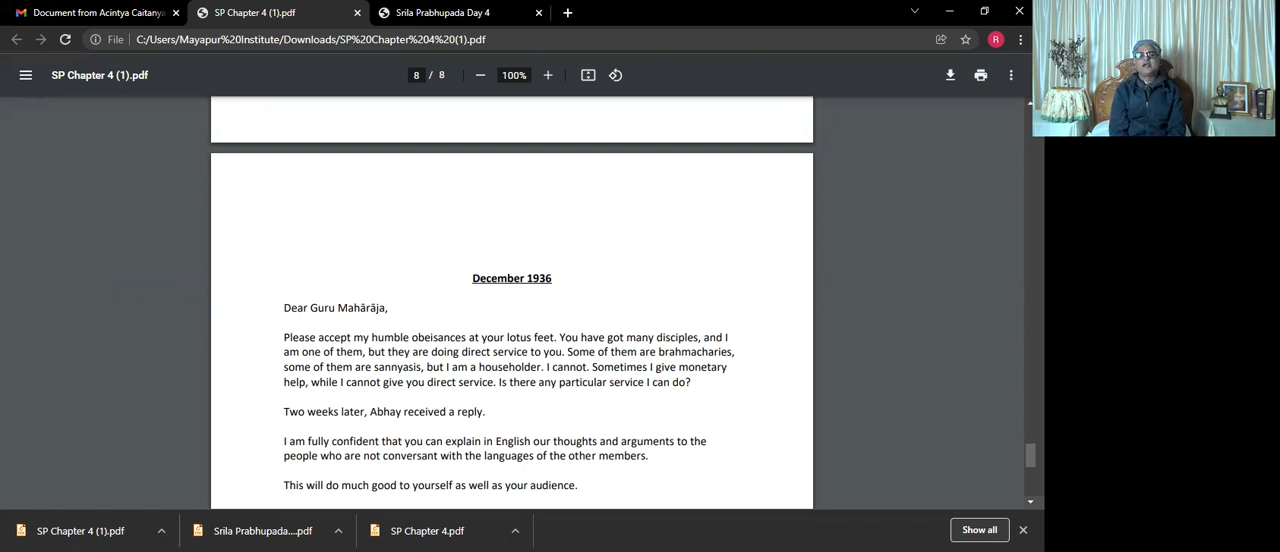 Document from Acintya Caitanya
SP Chapter 4 (1).pdf
Srila Prabhupada Day 4
File
C:/Users/Mayapur%20Institute/Downloads/SP%20Chapter%204%20(1).pdf
R
SP Chapter 4 (1).pdf
8 / 8
100%
December 1936
Dear Guru Mahārāja,
Please accept my humble obeisances at your lotus feet. You have got many disciples, and I
am one of them, but they are doing direct service to you. Some of them are brahmacharies,
some of them are sannyasis, but I am a householder. I cannot. Sometimes I give monetary
help, while I cannot give you direct service. Is there any particular service I can do?
Two weeks later, Abhay received a reply.
I am fully confident that you can explain in English our thoughts and arguments to the
people who are not conversant with the languages of the other members.
This will do much good to yourself as well as your audience.
SP Chapter 4 (1).pdf
Srila Prabhupada....pdf
SP Chapter 4.pdf
Show all